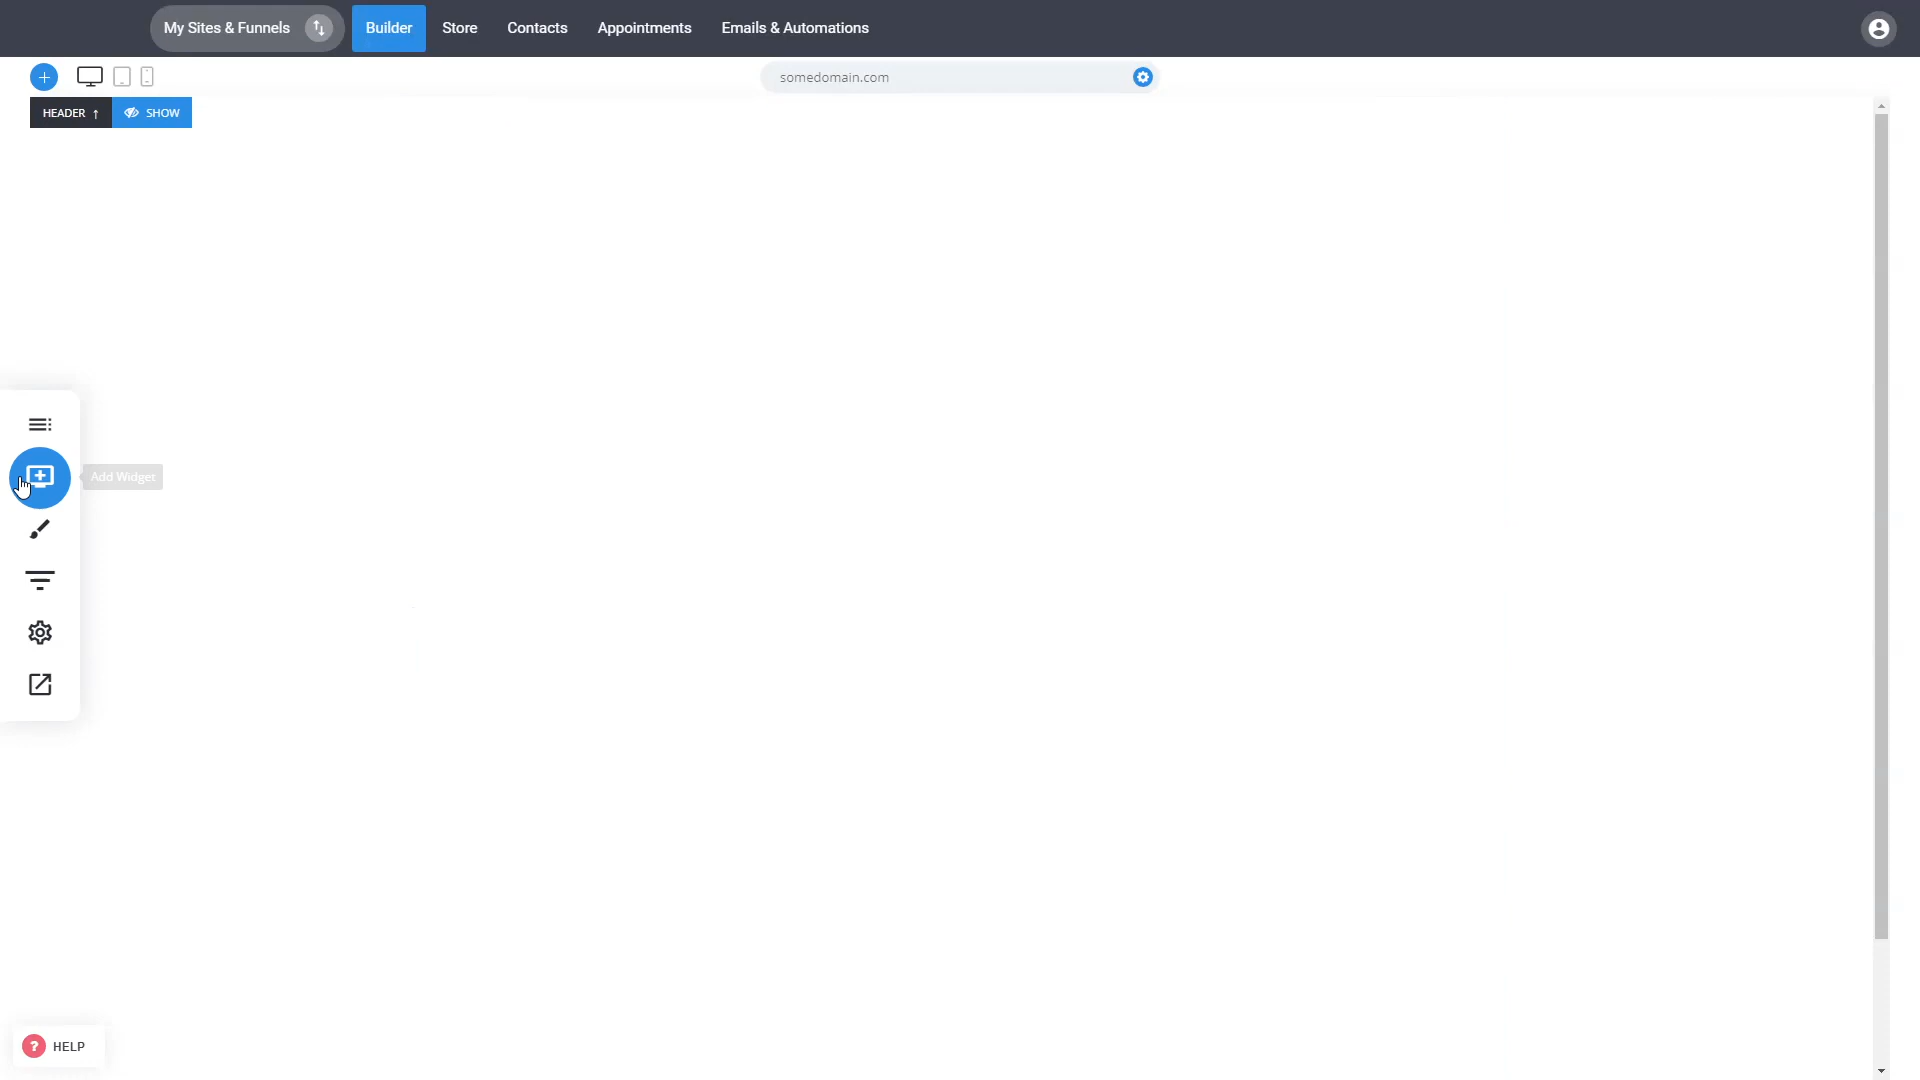 My Sites & Funnels
Builder
Store
Contacts
Appointments
Emails & Automations
somedomain.com
HEADER ↑
SHOW
Add Widget
? HELP